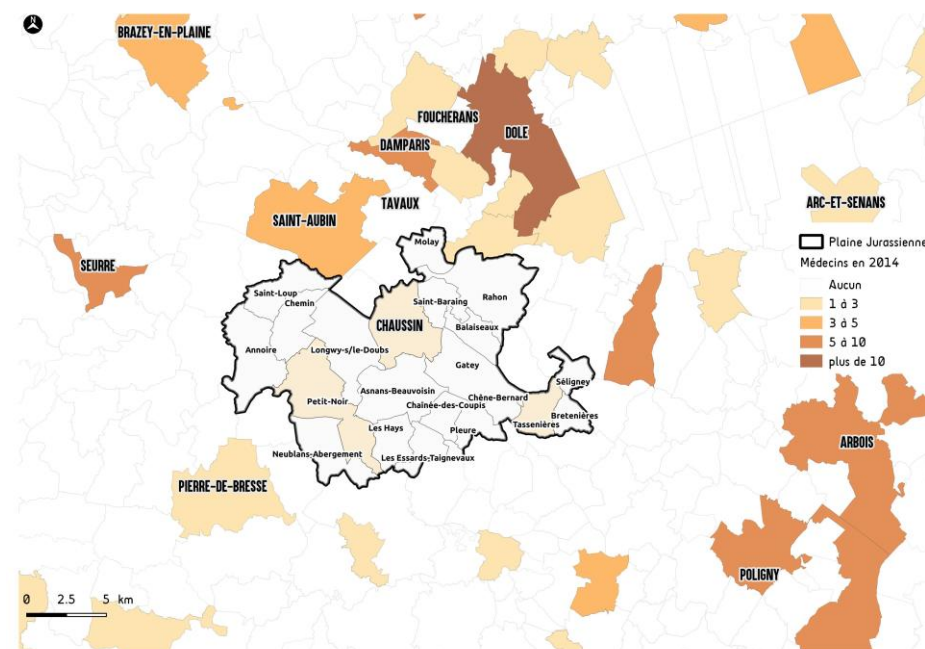 N
BRAZEY-EN-PLAINE
FOUCHERANS
DOLE
DAMPARIS
ARC-ET-SENANS
TAVAUX
SAINT-AUBIN
SEURRE
Molay
Plaine Jurassienne
Médecins en 2014
Aucun
1 à 3
3 à 5
5 à 10
plus de 10
Saint-Loup
Chemin
Saint-Baraing
Rahon
CHAUSSIN
Balaiseaux
Annoire
Longwy-s/le-Doubs
Gatey
Séligney
Asnans-Beauvoisin
Petit-Noir
Chaînée-des-Coupis
Chêne-Bernard
Bretenières
Tassenières
Les Hays
Pleure
Neublans-Abergement
Les Essards-Taignevaux
ARBOIS
PIERRE-DE-BRESSE
POLIGNY
0 2.5 5 km